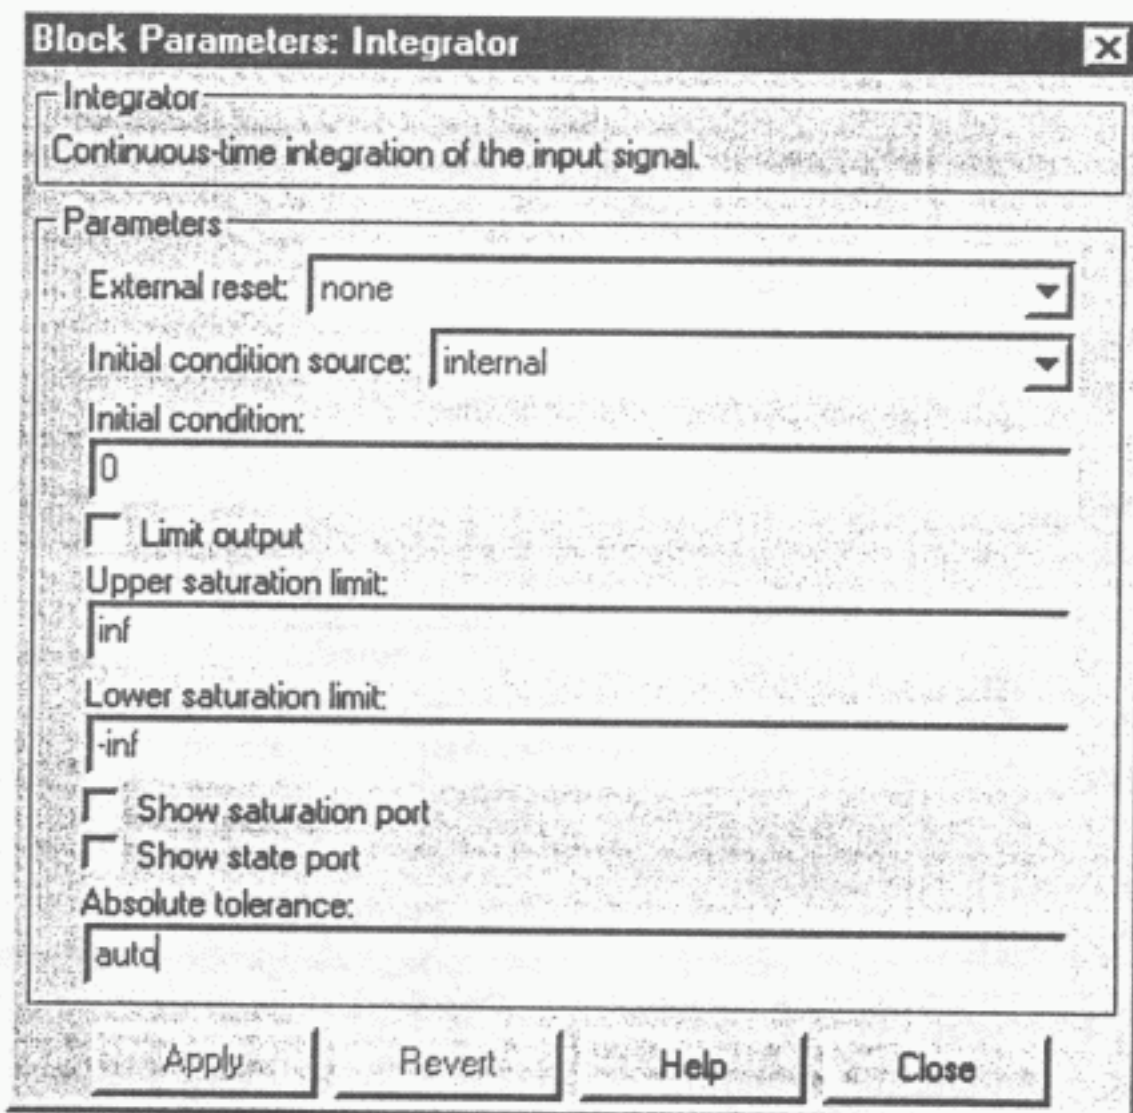 Block Parameters: Integrator
Integrator
Continuous-time integration of the input signal.
Parameters
External reset: none
Initial condition source: internal
Initial condition:
0
Limit output
Upper saturation limit:
inf
Lower saturation limit:
-inf
Show saturation port
Show state port
Absolute tolerance:
auto
Apply Revert Help Close